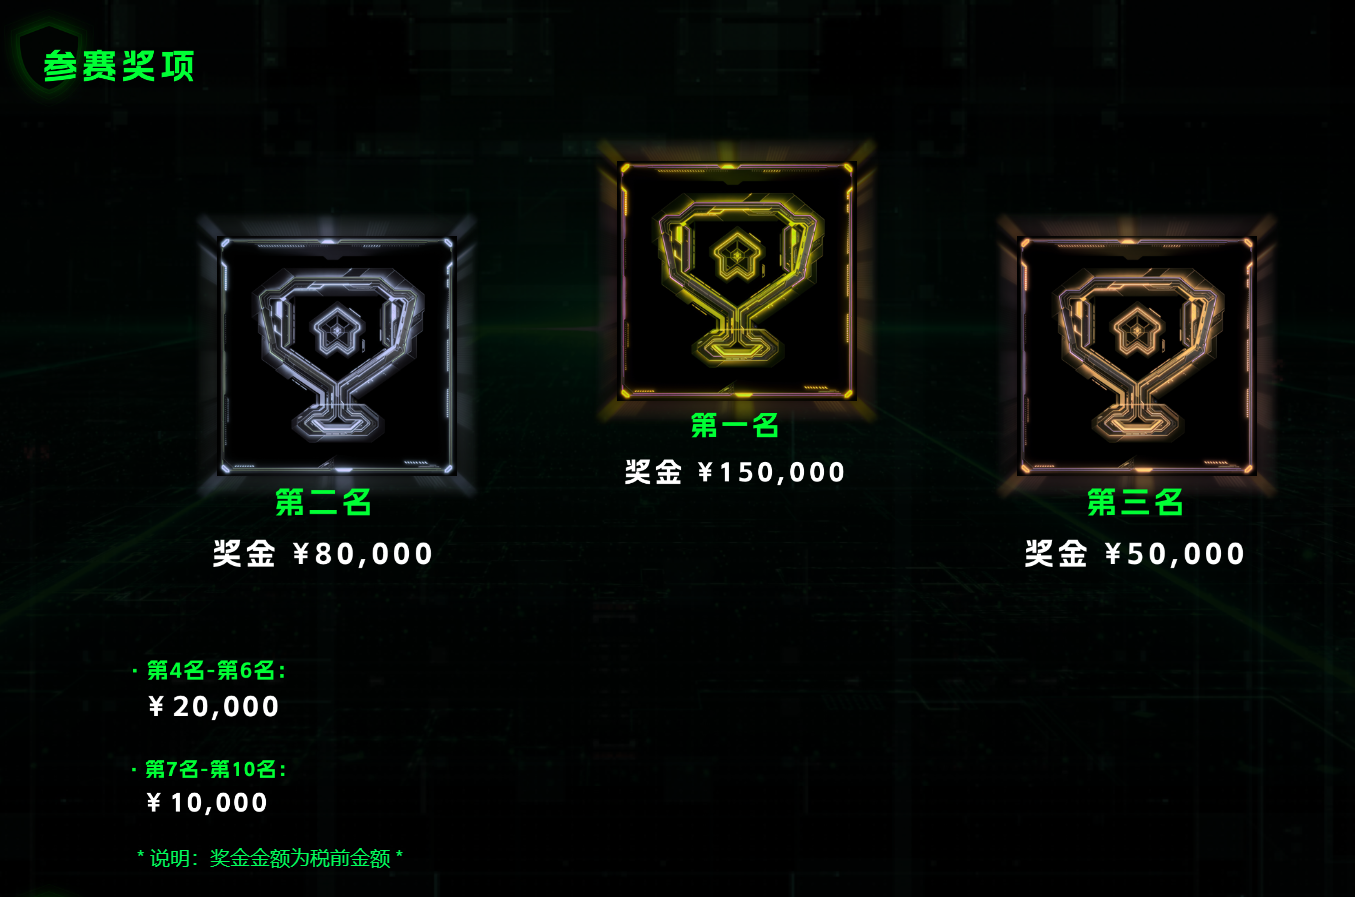 参赛奖项
第一名
奖金 ¥150,000
第二名
奖金 ¥80,000
第三名
奖金 ¥50,000
· 第4名-第6名:
¥ 20,000
· 第7名-第10名:
¥ 10,000
* 说明：奖金金额为税前金额 *